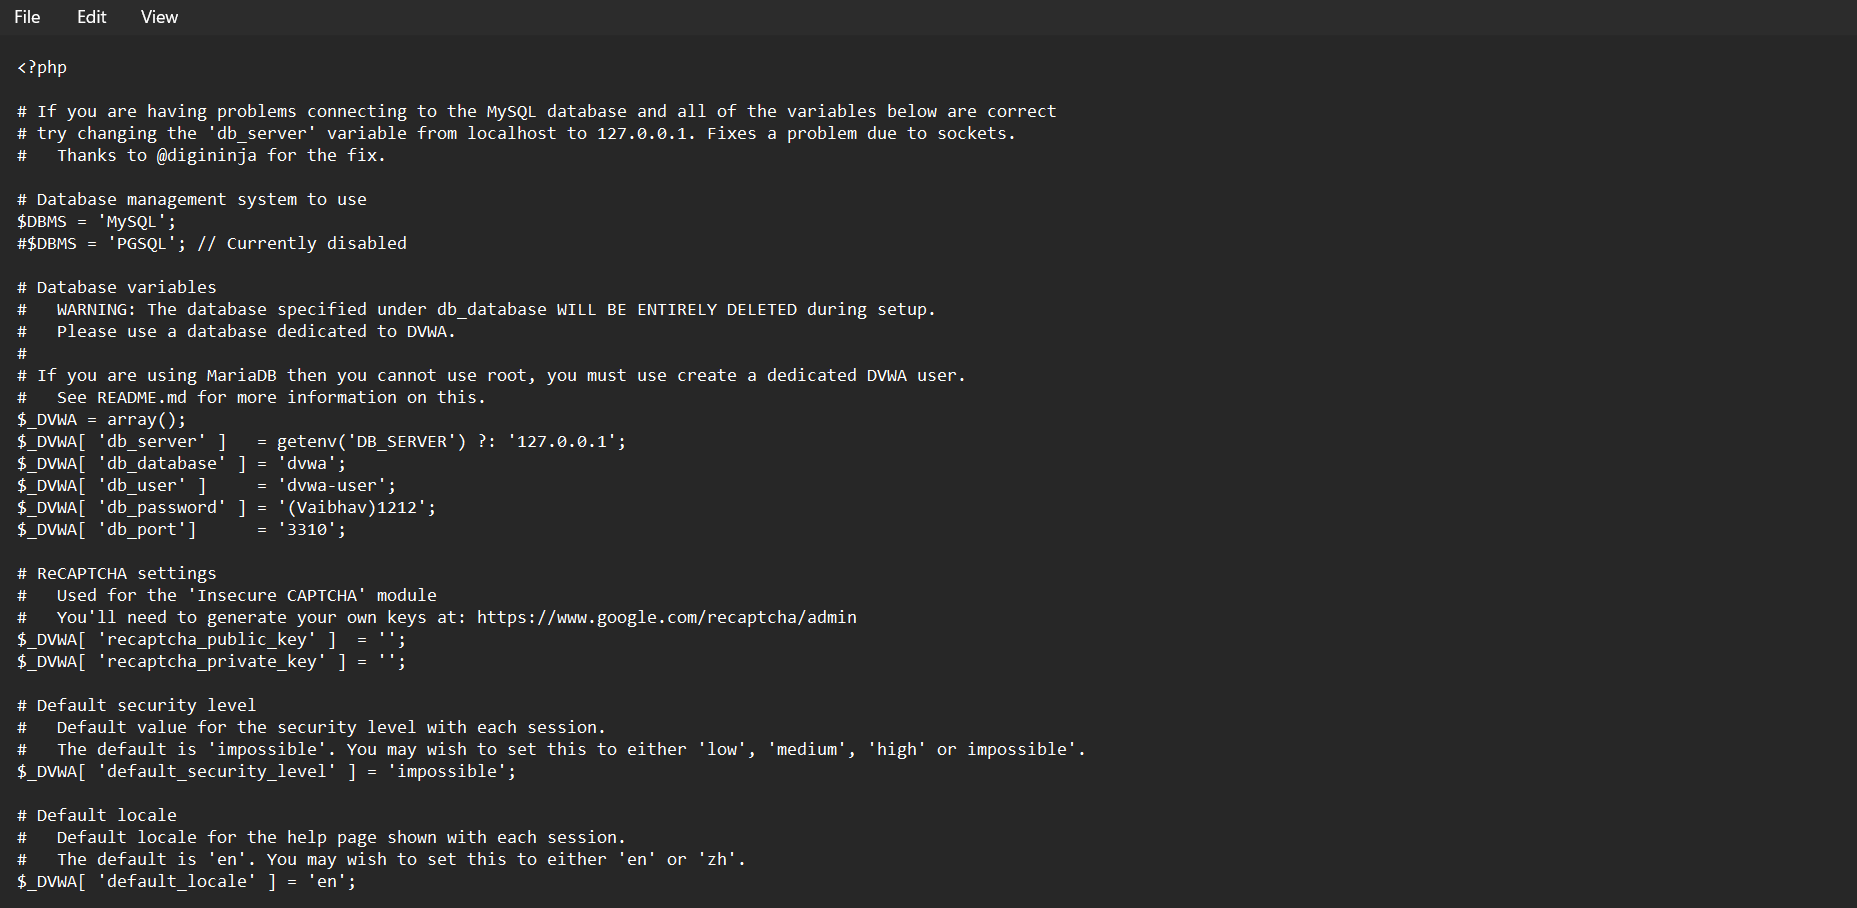 File Edit View
<?php
# If you are having problems connecting to the MySQL database and all of the variables below are correct
# try changing the 'db_server' variable from localhost to 127.0.0.1. Fixes a problem due to sockets.
#   Thanks to @digininja for the fix.
# Database management system to use
$DBMS = 'MySQL';
#$DBMS = 'PGSQL'; // Currently disabled
# Database variables
#   WARNING: The database specified under db_database WILL BE ENTIRELY DELETED during setup.
#   Please use a database dedicated to DVWA.
#
# If you are using MariaDB then you cannot use root, you must use create a dedicated DVWA user.
#   See README.md for more information on this.
$_DVWA = array();
$_DVWA[ 'db_server' ]   = getenv('DB_SERVER') ?: '127.0.0.1';
$_DVWA[ 'db_database' ] = 'dvwa';
$_DVWA[ 'db_user' ]     = 'dvwa-user';
$_DVWA[ 'db_password' ] = '(Vaibhav)1212';
$_DVWA[ 'db_port']      = '3310';
# ReCAPTCHA settings
#   Used for the 'Insecure CAPTCHA' module
#   You'll need to generate your own keys at: https://www.google.com/recaptcha/admin
$_DVWA[ 'recaptcha_public_key' ]  = '';
$_DVWA[ 'recaptcha_private_key' ] = '';
# Default security level
#   Default value for the security level with each session.
#   The default is 'impossible'. You may wish to set this to either 'low', 'medium', 'high' or impossible'.
$_DVWA[ 'default_security_level' ] = 'impossible';
# Default locale
#   Default locale for the help page shown with each session.
#   The default is 'en'. You may wish to set this to either 'en' or 'zh'.
$_DVWA[ 'default_locale' ] = 'en';